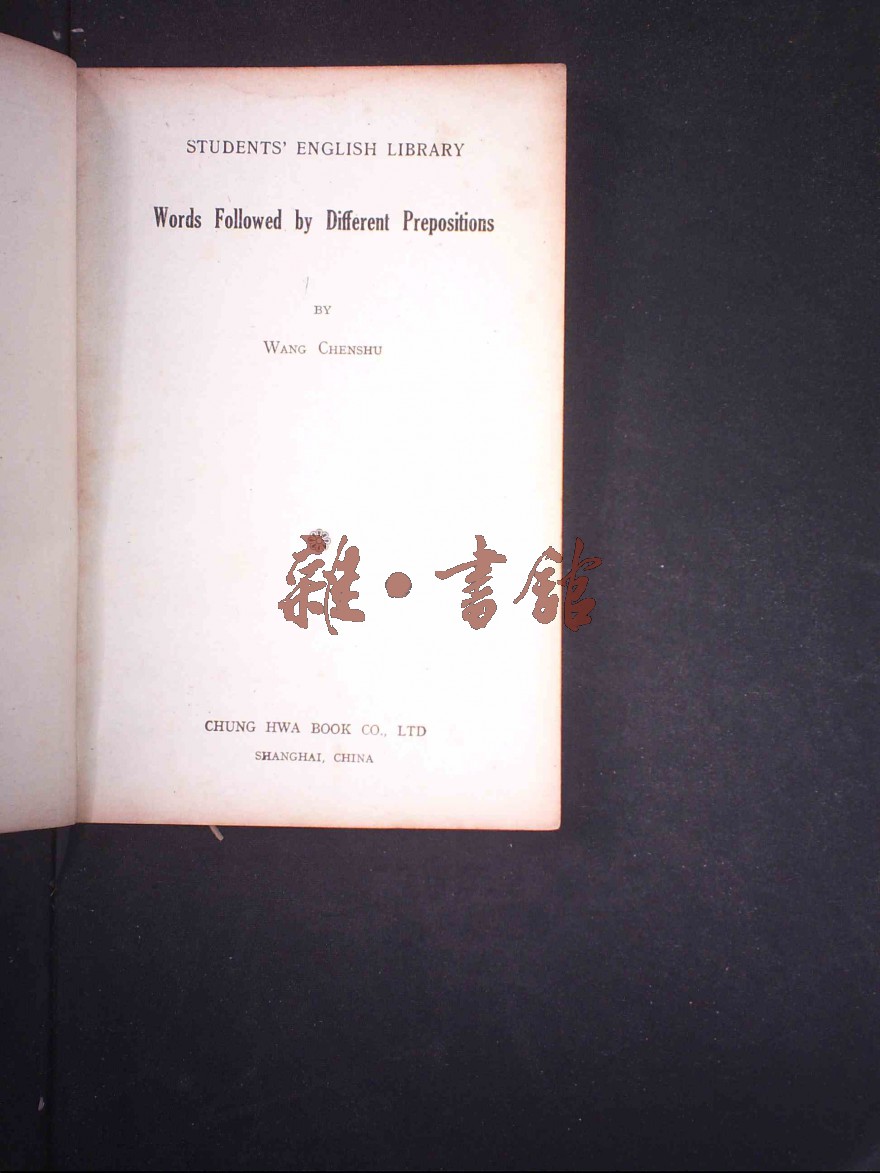 STUDENTS' ENGLISH LIBRARY
Words Followed by Different Prepositions
BY
WANG CHENSHU
雜·書館
CHUNG HWA BOOK CO., LTD
SHANGHAI, CHINA